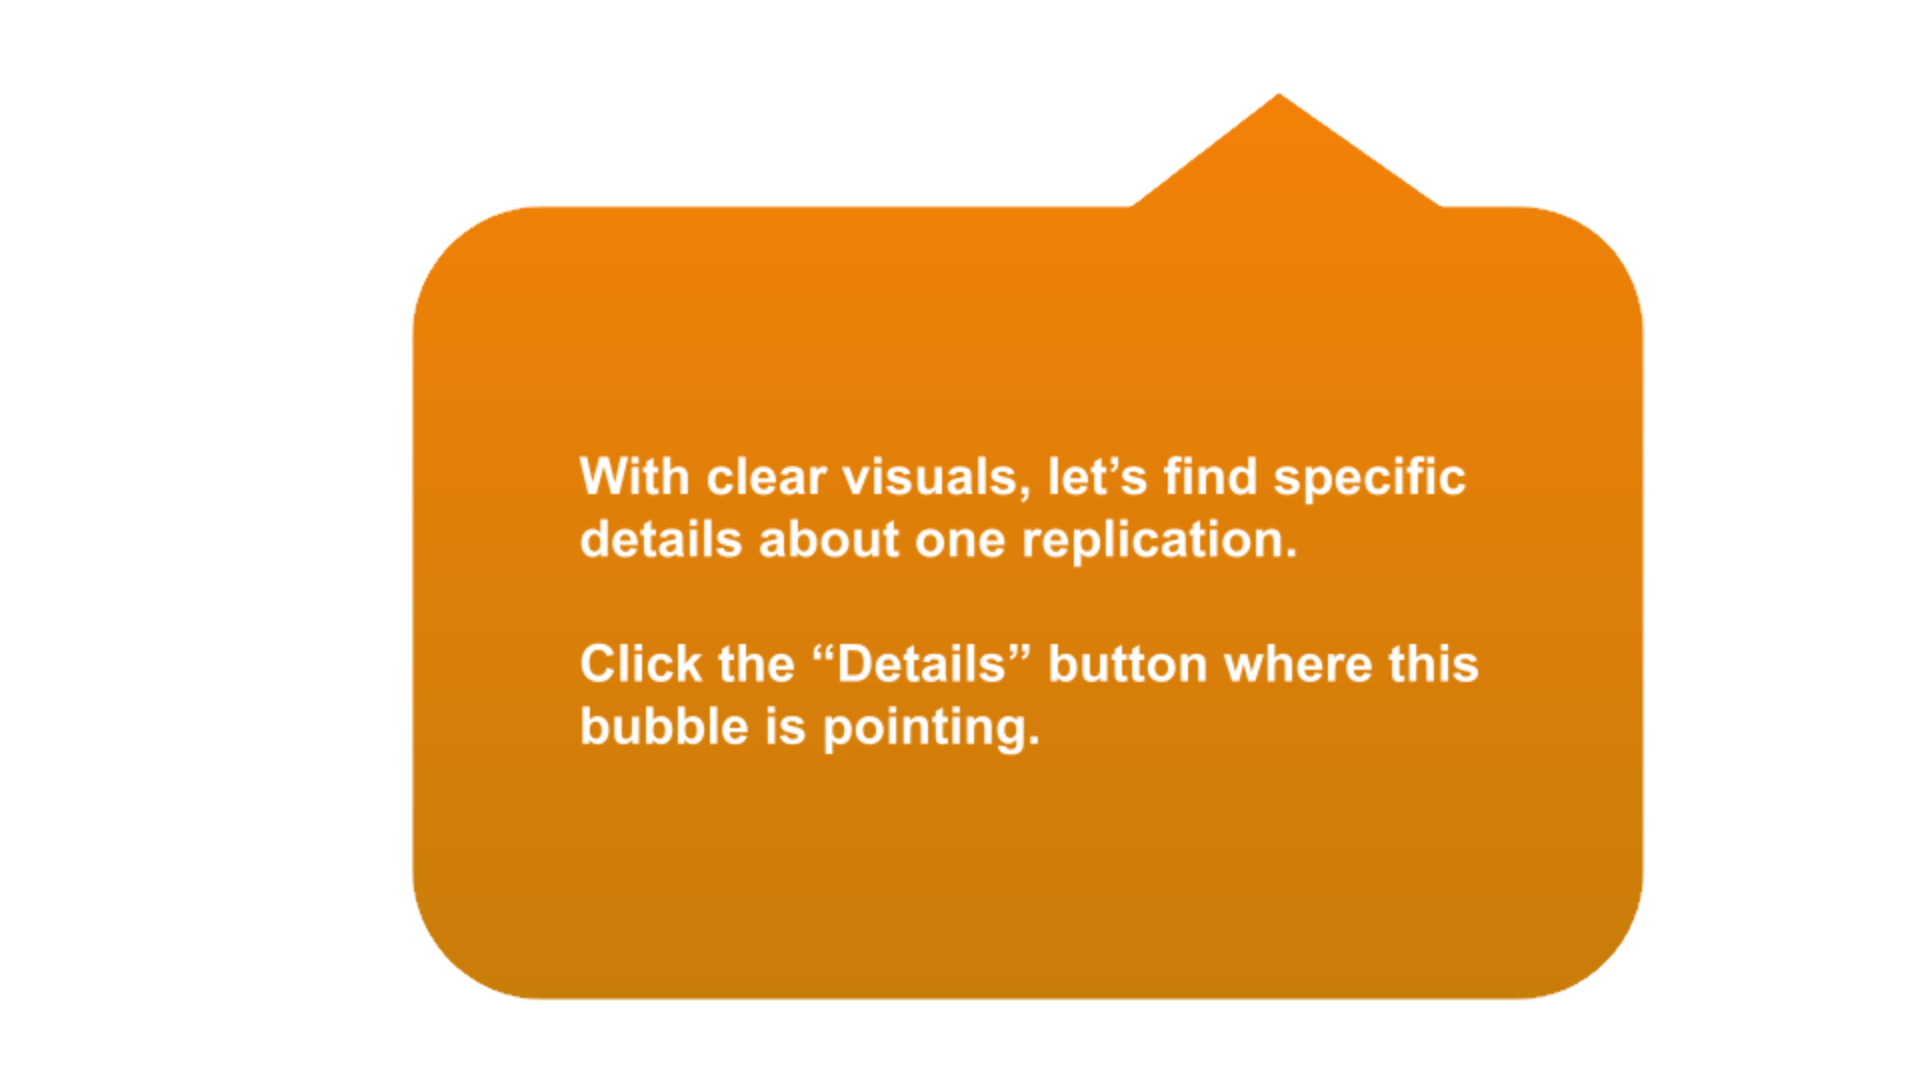 With clear visuals, let’s find specific
details about one replication.
Click the “Details” button where this
bubble is pointing.